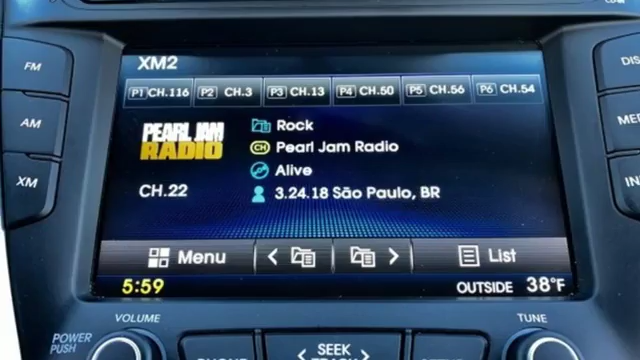 XM2
P1 CH.116 P2 CH.3 P3 CH.13 P4 CH.50 P5 CH.56 P6 CH.54
PEARL JAM
RADIO
CH.22
Rock
CH Pearl Jam Radio
Alive
3.24.18 São Paulo, BR
Menu
List
5:59
OUTSIDE 38°F
FM
AM
XM
VOLUME
POWER
PUSH
SEEK
TRACK
TUNE